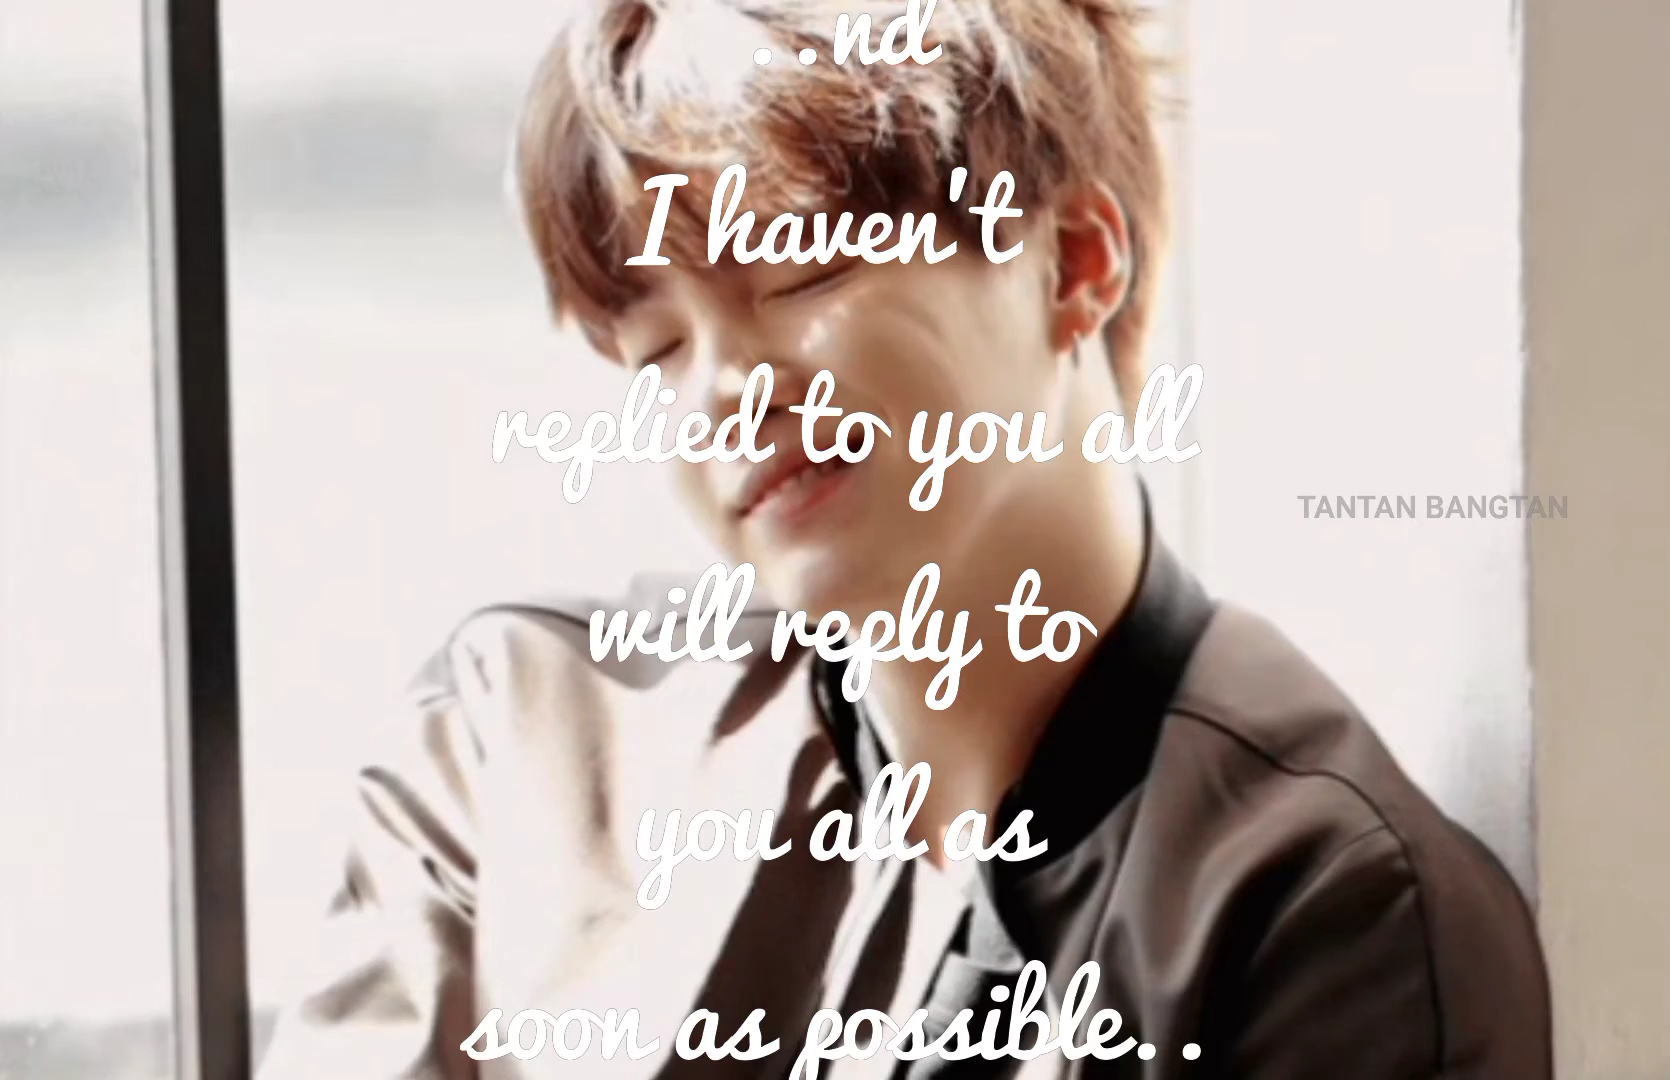 ..nd
I haven't
replied to you all
TANTAN BANGTAN
will reply to
you all as
soon as possible..